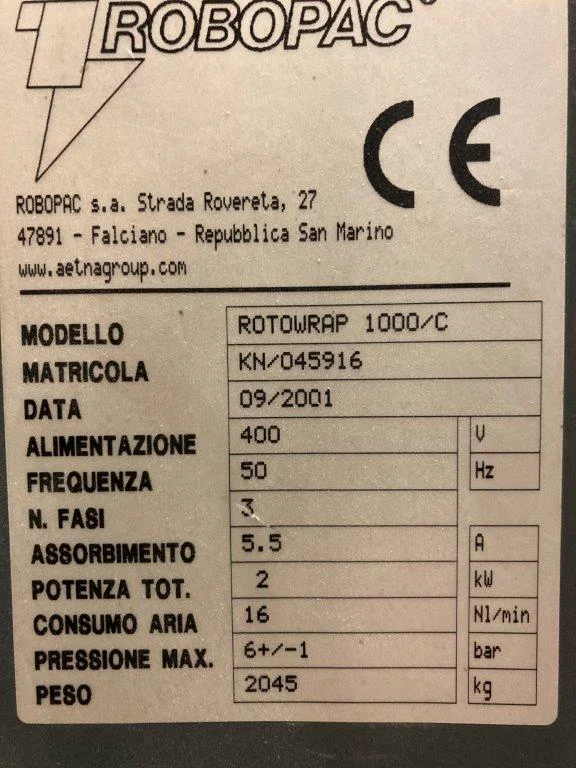 ROBOPAC
CE
ROBOPAC s.a. Strada Rovereta, 27
47891 - Falciano - Repubblica San Marino
www.aetnagroup.com
MODELLO ROTOWRAP 1000/C
MATRICOLA KN/045916
DATA 09/2001
ALIMENTAZIONE 400 V
FREQUENZA 50 Hz
N. FASI 3
ASSORBIMENTO 5.5 A
POTENZA TOT. 2 kW
CONSUMO ARIA 16 Nl/min
PRESSIONE MAX. 6+/-1 bar
PESO 2045 kg